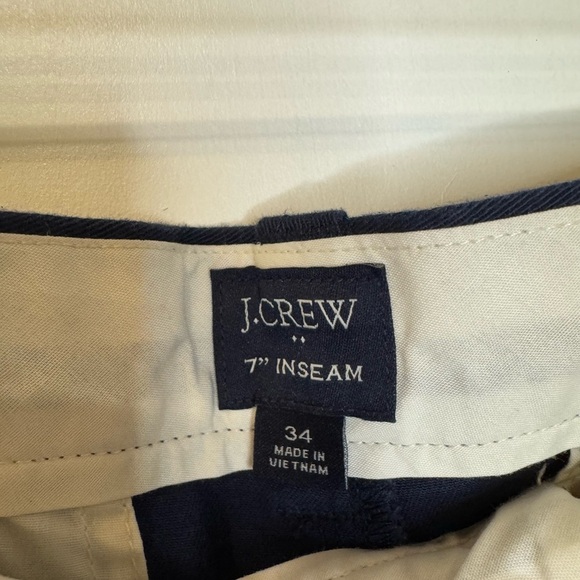 J.CREW
7” INSEAM
34
MADE IN
VIETNAM